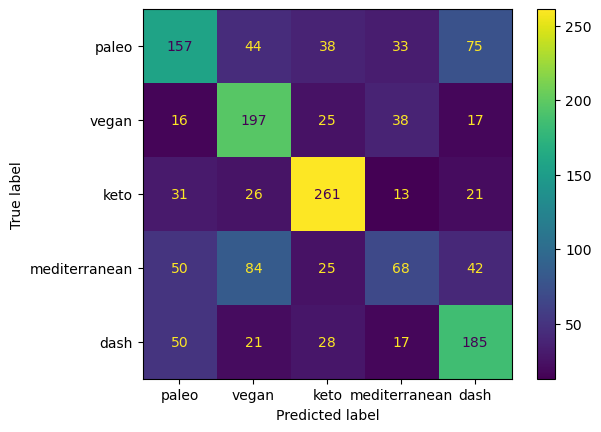 paleo 157 44 38 33 75
vegan 16 197 25 38 17
keto 31 26 261 13 21
mediterranean 50 84 25 68 42
dash 50 21 28 17 185
paleo vegan keto mediterranean dash
Predicted label
True label
250
200
150
100
50